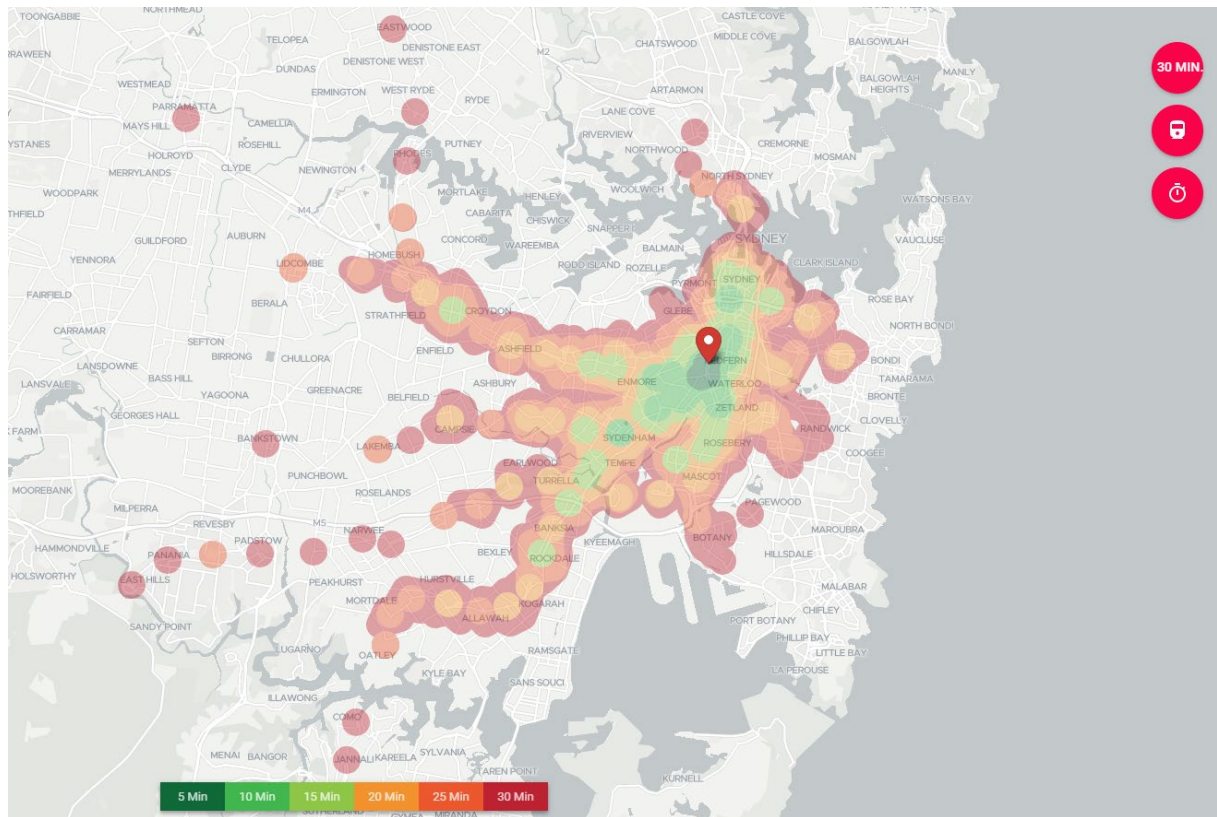 TOONGABBIE
NORTHMEAD
EASTWOOD
CASTLE COVE
MIDDLE COVE
BALGOWLAH
TELOPEA
DENISTONE EAST
M2
CHATSWOOD
DENISTONE WEST
DUNDAS
MANLY
BALGOWLAH
HEIGHTS
WESTMEAD
ERMINGTON
WEST RYDE
RYDE
ARTARMON
30 MIN.
PARRAMATTA
LANE COVE
MAYS HILL
CAMELLIA
RIVERVIEW
CREMORNE
YSTANES
ROSEHILL
PUTNEY
NORTHWOOD
MOSMAN
HOLROYD
RHODES
MERRYLANDS
CLYDE
NEWINGTON
NORTH SYDNEY
WOODPARK
MORTLAKE
HENLEY
WOOLWICH
WATSONS BAY
THFIELD
M4
CABARITA
CHISWICK
SNAPPER I
GUILDFORD
AUBURN
CONCORD
WAREEMBA
BALMAIN
SYDNEY
VAUCLUSE
YENNORA
LIDCOMBE
HOMEBUSH
RODD ISLAND
ROZELLE
CLARK ISLAND
FAIRFIELD
BERALA
PYRMONT
SYDNEY
ROSE BAY
STRATHFIELD
CROYDON
GLEBE
NORTH BONDI
CARRAMAR
SEFTON
ENFIELD
ASHFIELD
BIRRONG
CHULLORA
BONDI
LANSDOWNE
BASS HILL
ENMORE
WATERLOO
TAMARAMA
LANSVALE
YAGOONA
GREENACRE
ASHBURY
BRONTE
BELFIELD
ZETLAND
CLOVELLY
GEORGES HALL
CAMPSIE
RANDWICK
K FARM
BANKSTOWN
LAKEMBA
SYDENHAM
ROSEBERY
COOGEE
EARLWOOD
TEMPE
PUNCHBOWL
TURRELLA
MASCOT
MOOREBANK
ROSELANDS
PAGEWOOD
MILPERRA
REVESBY
M5
NARWEE
BANKSIA
MAROUBRA
HAMMONDVILLE
PADSTOW
KYEEMAGH
BOTANY
PANANIA
BEXLEY
ROCKDALE
HILLSDALE
HOLSWORTHY
EAST HILLS
PEAKHURST
HURSTVILLE
MALABAR
MORTDALE
KOGARAH
CHIFLEY
SANDY POINT
ALLAWAH
PORT BOTANY
PHILLIP BAY
LUGARNO
OATLEY
RAMSGATE
LITTLE BAY
KYLE BAY
LA PEROUSE
SANS SOUCI
ILLAWONG
COMO
MENAI
BANGOR
JANNALI
KAREELA
SYLVANIA
TAREN POINT
KURNELL
5 Min
10 Min
15 Min
20 Min
25 Min
30 Min
GYMEA
MIRANDA